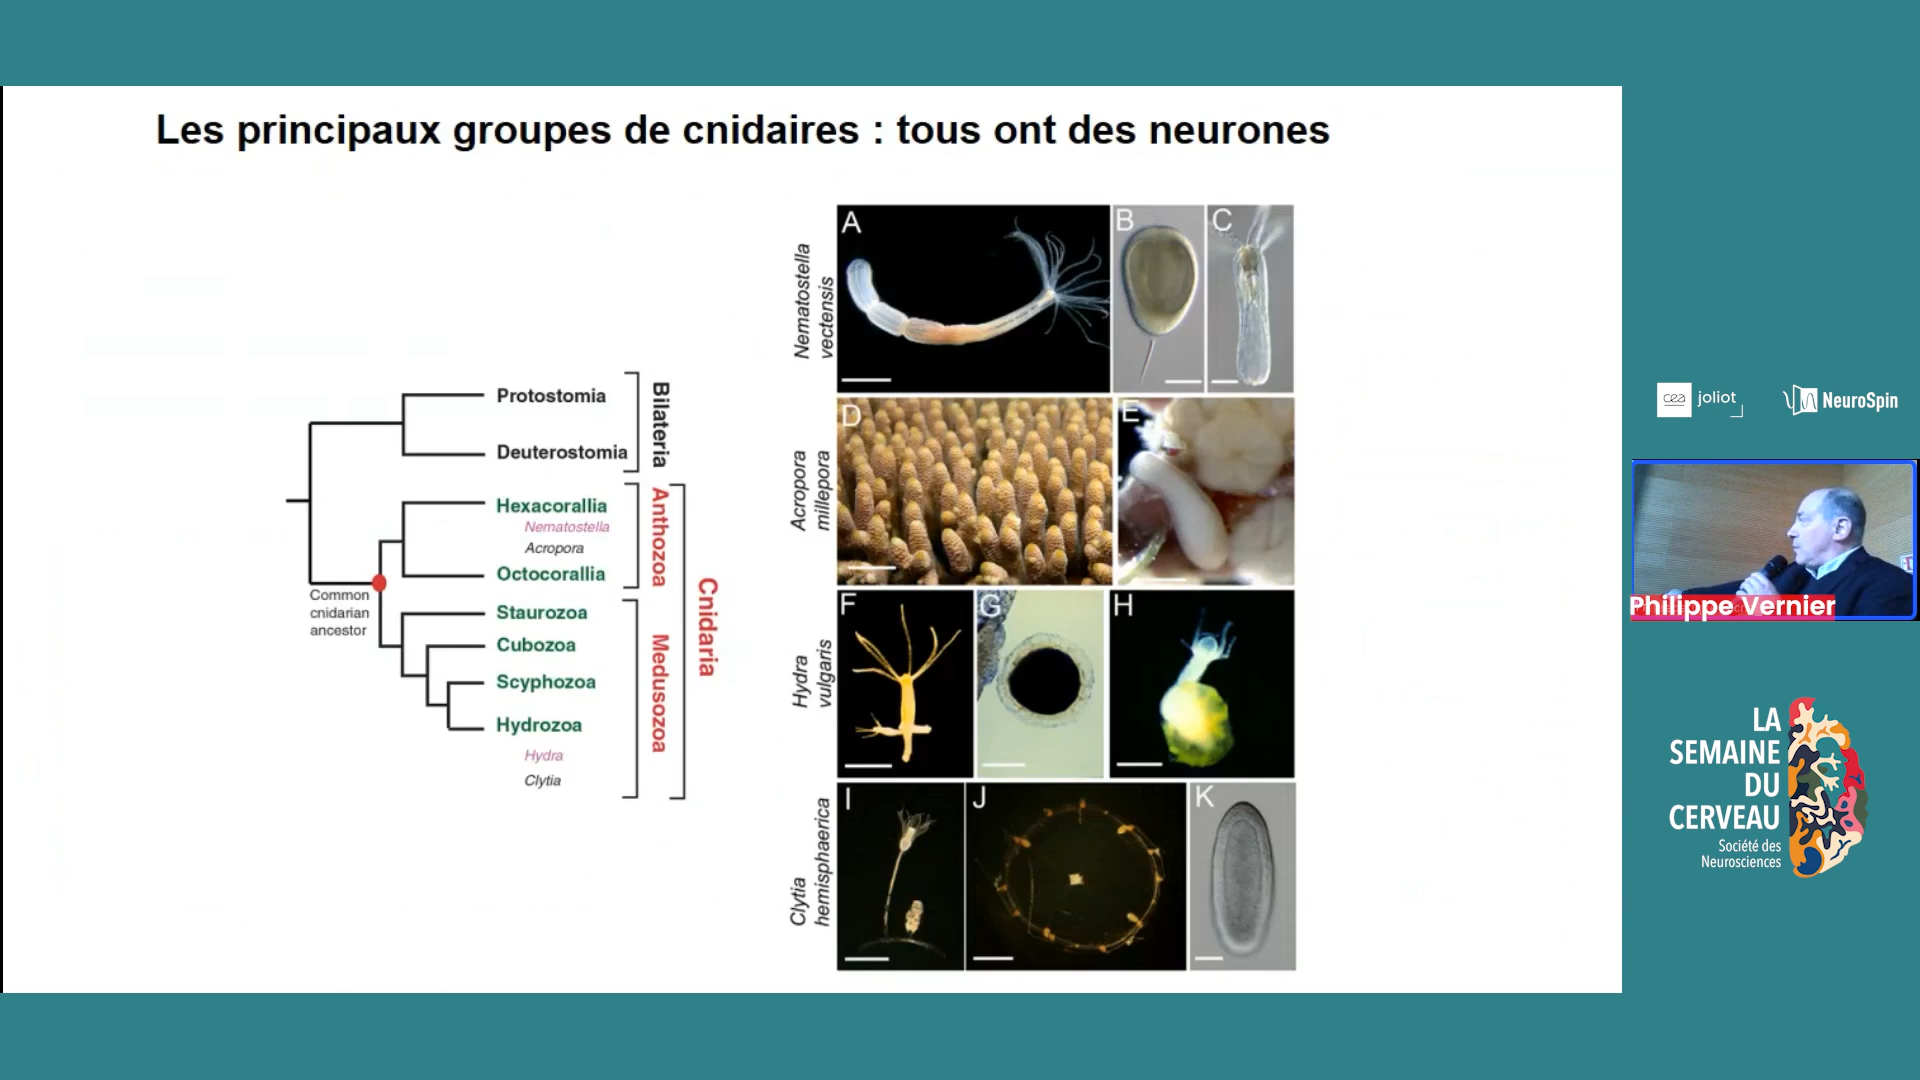 Les principaux groupes de cnidaires : tous ont des neurones
Protostomia
Deuterostomia
Bilateria
Hexacorallia
Nematostella
Acropora
Octocorallia
Anthozoa
Common
cnidarian
ancestor
Staurozoa
Cubozoa
Scyphozoa
Hydrozoa
Hydra
Clytia
Medusozoa
Cnidaria
Nematostella
vectensis
A
B
C
Acropora
millepora
D
E
Hydra
vulgaris
F
G
H
Clytia
hemisphaerica
I
J
K
cea joliot
NeuroSpin
Philippe Vernier
LA
SEMAINE
DU
CERVEAU
Société des
Neurosciences